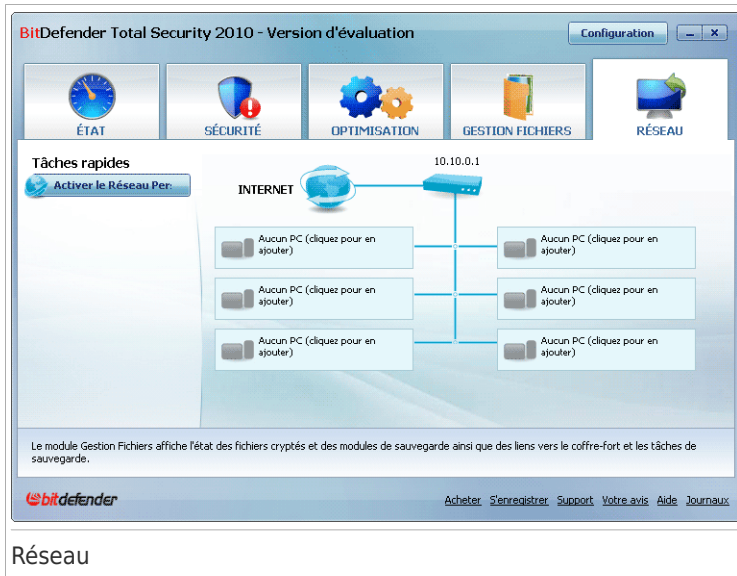 BitDefender Total Security 2010 - Version d'évaluation
Configuration
ÉTAT
SÉCURITÉ
OPTIMISATION
GESTION FICHIERS
RÉSEAU
Tâches rapides
Activer le Réseau Per:
10.10.0.1
INTERNET
Aucun PC (cliquez pour en
ajouter)
Aucun PC (cliquez pour en
ajouter)
Aucun PC (cliquez pour en
ajouter)
Aucun PC (cliquez pour en
ajouter)
Aucun PC (cliquez pour en
ajouter)
Aucun PC (cliquez pour en
ajouter)
Le module Gestion Fichiers affiche l'état des fichiers cryptés et des modules de sauvegarde ainsi que des liens vers le coffre-fort et les tâches de
sauvegarde.
bitdefender
Acheter S'enregistrer Support Votre avis Aide Journaux
Réseau